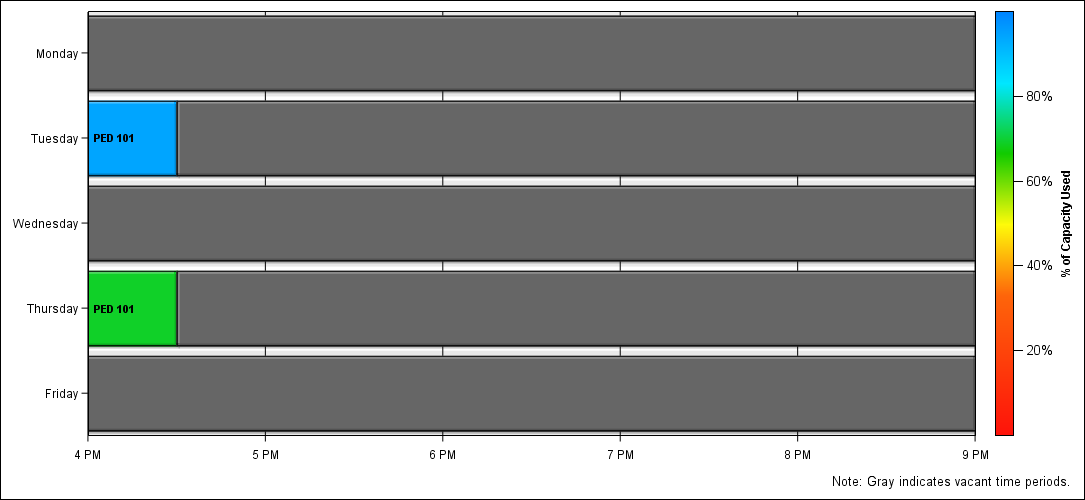 Monday
Tuesday
PED 101
Wednesday
Thursday
PED 101
Friday
4 PM
5 PM
6 PM
7 PM
8 PM
9 PM
80%
60%
40%
20%
% of Capacity Used
Note: Gray indicates vacant time periods.